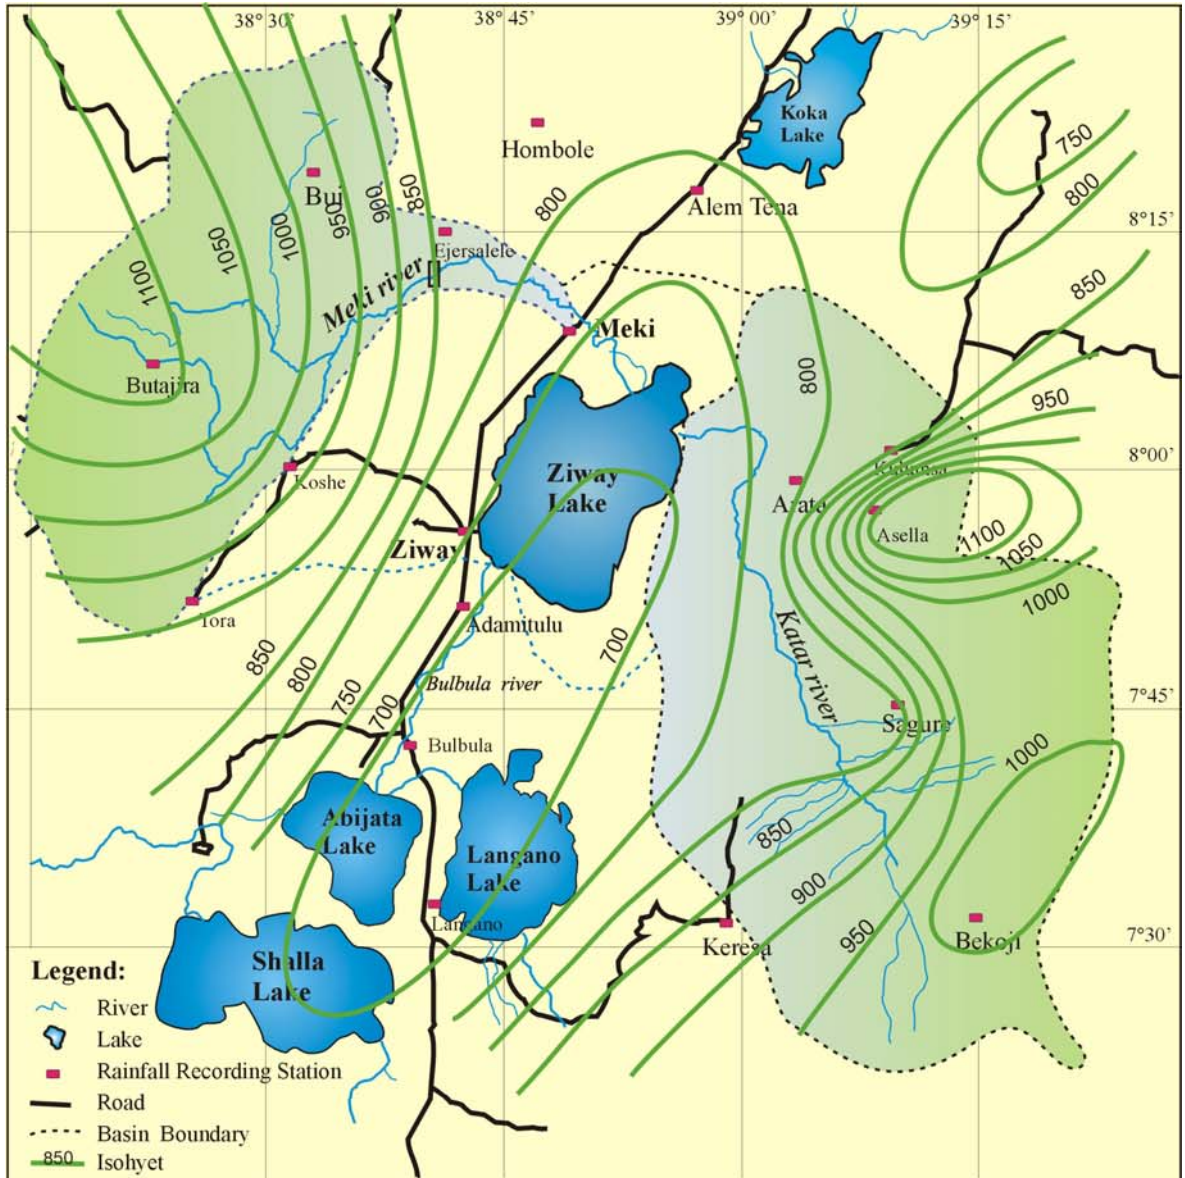 38°30'
38°45'
39°00'
39°15'
Koka
Lake
Hombole
750
Bui
850
900
950
1000
1050
1100
800
Alem Tena
800
8°15'
Ejersalele
Meki river
850
Meki
Butajira
800
950
Koshe
Ziway
Lake
Kulumsa
8°00'
Arata
Asella
1100
1050
1000
Ziway
Tora
Adamitulu
Katar river
700
850
800
750
700
Bulbula river
Sagure
7°45'
Bulbula
1000
Abijata
Lake
Langano
Lake
850
900
950
Langano
Keresa
Bekoji
7°30'
Shalla
Lake
Legend:
River
Lake
Rainfall Recording Station
Road
Basin Boundary
850 Isohyet